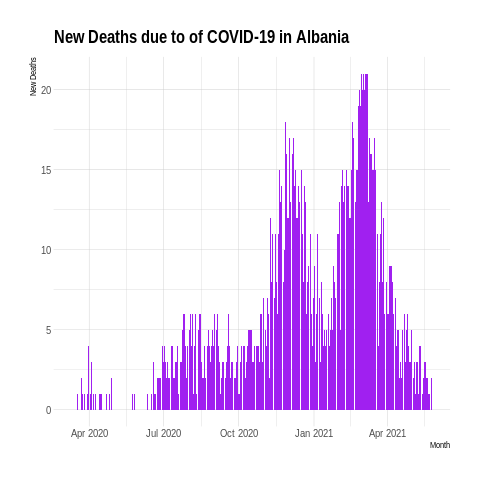 New Deaths due to of COVID-19 in Albania
New Deaths
20
15
10
5
0
Apr 2020
Jul 2020
Oct 2020
Jan 2021
Apr 2021
Month